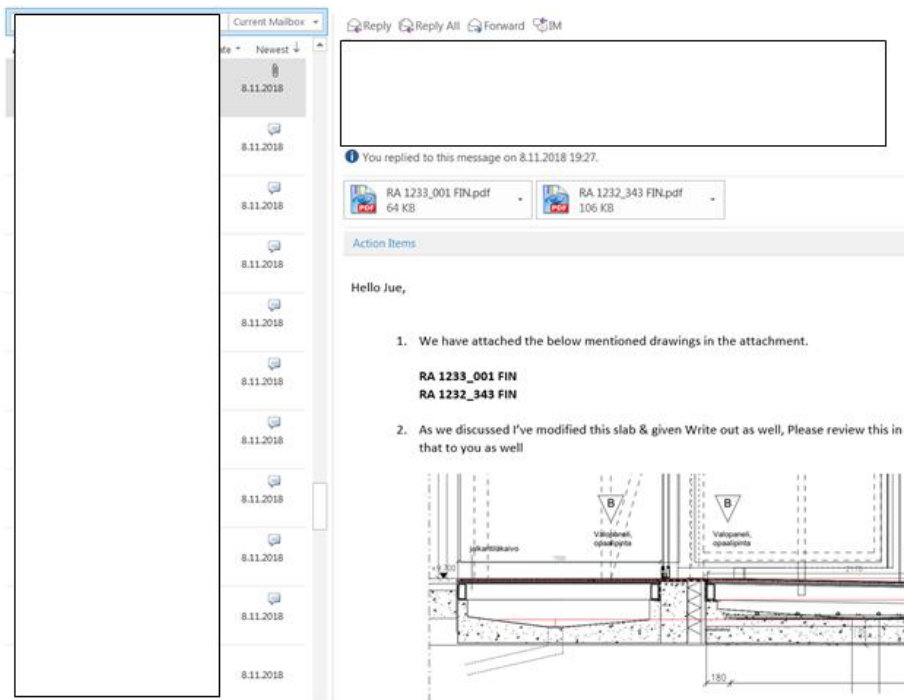 Current Mailbox
Newest ↓
8.11.2018
8.11.2018
8.11.2018
8.11.2018
8.11.2018
8.11.2018
8.11.2018
8.11.2018
8.11.2018
8.11.2018
8.11.2018
Reply Reply All Forward IM
You replied to this message on 8.11.2018 19:27.
RA 1233_001 FIN.pdf
64 KB
RA 1232_343 FIN.pdf
106 KB
Action Items
Hello Jue,
1. We have attached the below mentioned drawings in the attachment.
RA 1233_001 FIN
RA 1232_343 FIN
2. As we discussed I've modified this slab & given Write out as well, Please review this in
that to you as well
B
Valopaneli,
opaalipinta
B
Valopaneli,
opaalipinta
180